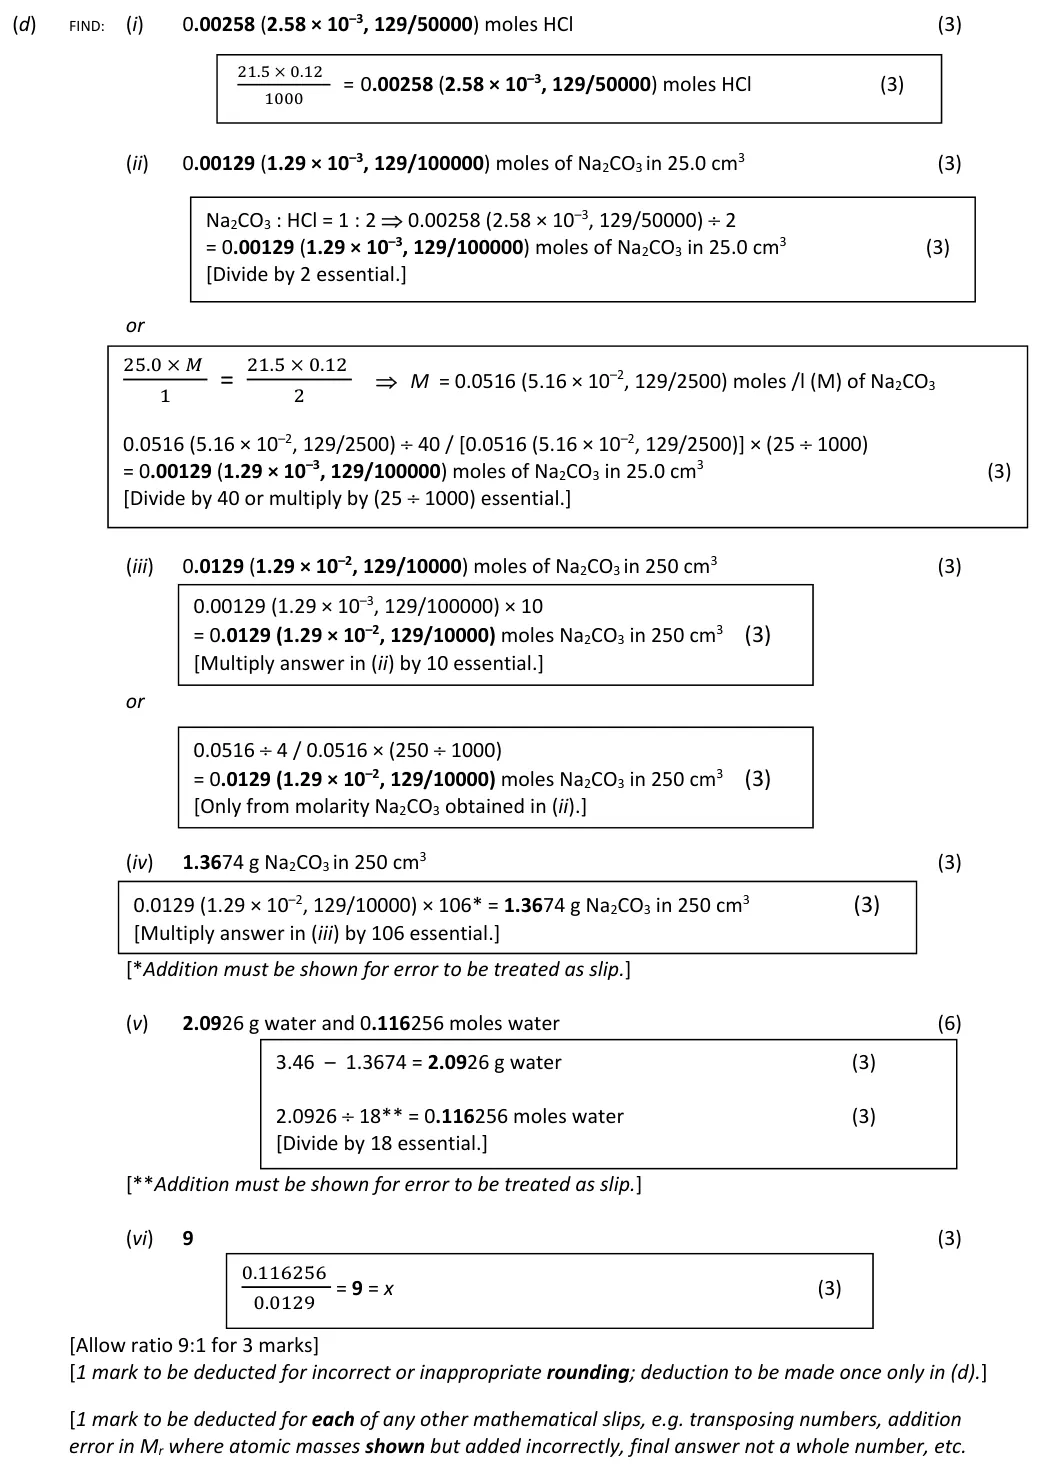 (d) FIND: (i) 0.00258 (2.58 × 10⁻³, 129/50000) moles HCl (3)
21.5 × 0.12
1000
= 0.00258 (2.58 × 10⁻³, 129/50000) moles HCl (3)
(ii) 0.00129 (1.29 × 10⁻³, 129/100000) moles of Na₂CO₃ in 25.0 cm³ (3)
Na₂CO₃ : HCl = 1 : 2 ⇒ 0.00258 (2.58 × 10⁻³, 129/50000) ÷ 2
= 0.00129 (1.29 × 10⁻³, 129/100000) moles of Na₂CO₃ in 25.0 cm³ (3)
[Divide by 2 essential.]
or
25.0 × M
1
=
21.5 × 0.12
2
⇒ M = 0.0516 (5.16 × 10⁻², 129/2500) moles /l (M) of Na₂CO₃
0.0516 (5.16 × 10⁻², 129/2500) ÷ 40 / [0.0516 (5.16 × 10⁻², 129/2500)] × (25 ÷ 1000)
= 0.00129 (1.29 × 10⁻³, 129/100000) moles of Na₂CO₃ in 25.0 cm³ (3)
[Divide by 40 or multiply by (25 ÷ 1000) essential.]
(iii) 0.0129 (1.29 × 10⁻², 129/10000) moles of Na₂CO₃ in 250 cm³ (3)
0.00129 (1.29 × 10⁻³, 129/100000) × 10
= 0.0129 (1.29 × 10⁻², 129/10000) moles Na₂CO₃ in 250 cm³ (3)
[Multiply answer in (ii) by 10 essential.]
or
0.0516 ÷ 4 / 0.0516 × (250 ÷ 1000)
= 0.0129 (1.29 × 10⁻², 129/10000) moles Na₂CO₃ in 250 cm³ (3)
[Only from molarity Na₂CO₃ obtained in (ii).]
(iv) 1.3674 g Na₂CO₃ in 250 cm³ (3)
0.0129 (1.29 × 10⁻², 129/10000) × 106* = 1.3674 g Na₂CO₃ in 250 cm³ (3)
[Multiply answer in (iii) by 106 essential.]
[*Addition must be shown for error to be treated as slip.]
(v) 2.0926 g water and 0.116256 moles water (6)
3.46 – 1.3674 = 2.0926 g water (3)
2.0926 ÷ 18** = 0.116256 moles water (3)
[Divide by 18 essential.]
[**Addition must be shown for error to be treated as slip.]
(vi) 9 (3)
0.116256
0.0129
= 9 = x (3)
[Allow ratio 9:1 for 3 marks]
[1 mark to be deducted for incorrect or inappropriate rounding; deduction to be made once only in (d).]
[1 mark to be deducted for each of any other mathematical slips, e.g. transposing numbers, addition
error in Mᵣ where atomic masses shown but added incorrectly, final answer not a whole number, etc.